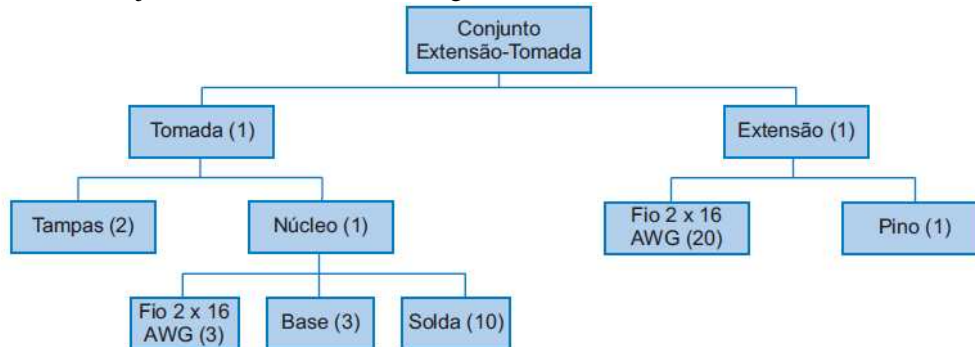 Conjunto
Extensão-Tomada
Tomada (1)
Extensão (1)
Tampas (2)
Núcleo (1)
Fio 2 x 16
AWG (20)
Pino (1)
Fio 2 x 16
AWG (3)
Base (3)
Solda (10)